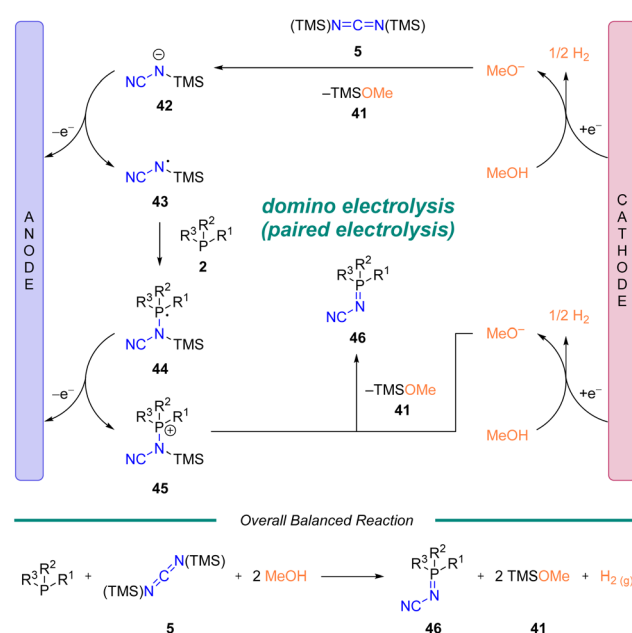 (TMS)N=C=N(TMS)
5
1/2 H₂
⊖
NC N TMS
42
MeO⁻
–TMSOMe
41
–e⁻
+e⁻
MeOH
NC N• TMS
43
domino electrolysis
(paired electrolysis)
ANODE
CATHODE
R³ R² R¹
P
2
R³ R² R¹
P
N
NC
46
R³ R² R¹
P•
N
NC TMS
44
1/2 H₂
MeO⁻
–TMSOMe
41
–e⁻
+e⁻
MeOH
R³ R² R¹
P⊕
N
NC TMS
45
Overall Balanced Reaction
R³ R² R¹
P
+
(TMS)N=C=N(TMS)
5
+ 2 MeOH
R³ R² R¹
P
N
NC
46
+ 2 TMSOMe
41
+ H₂ (g)